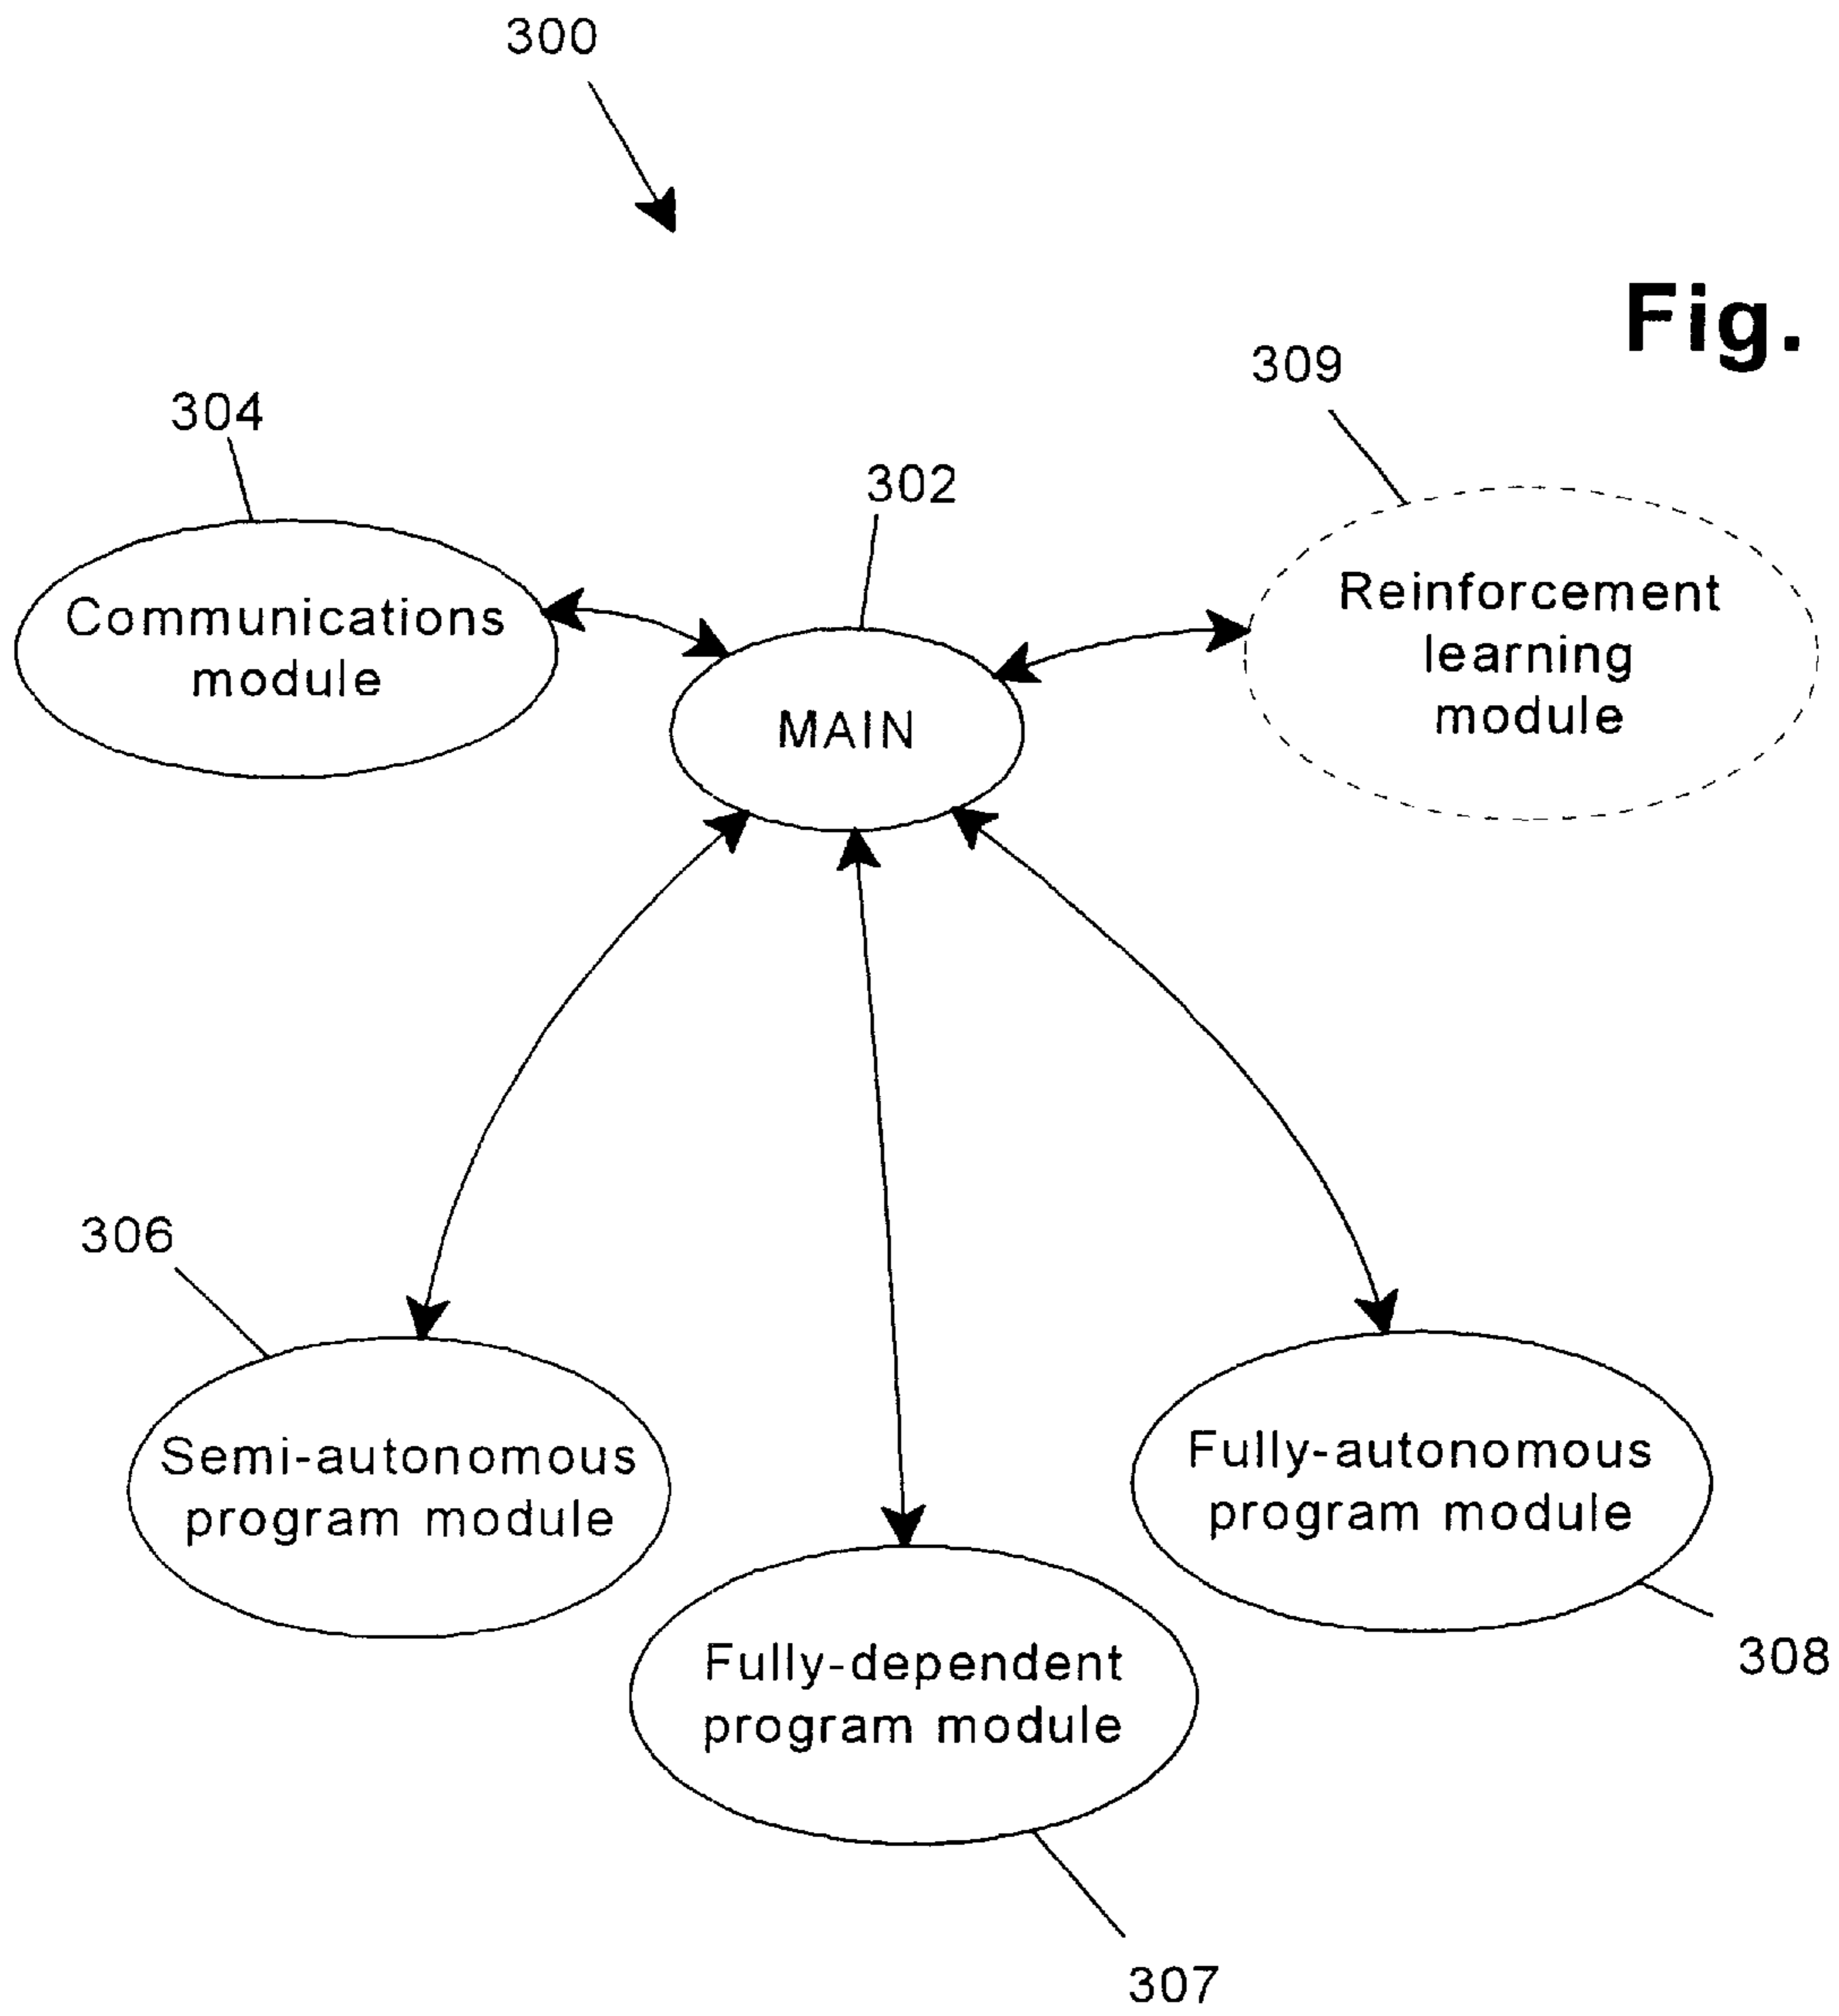 300
Fig.
309
304
302
Communications
module
MAIN
Reinforcement
learning
module
306
Semi-autonomous
program module
Fully-autonomous
program module
308
Fully-dependent
program module
307